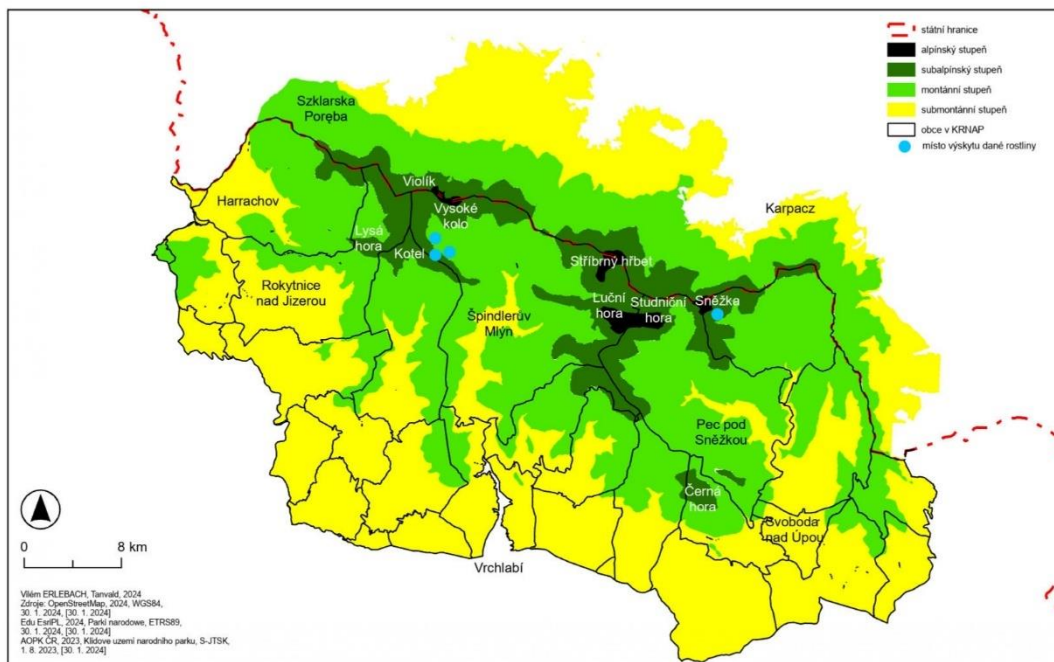 státní hranice
alpínský stupeň
subalpínský stupeň
montánní stupeň
submontánní stupeň
obce v KRNAP
místo výskytu dané rostliny
Szklarska
Poręba
Violík
Vysoké
kolo
Harrachov
Karpacz
Lysá
hora
Kotel
Stříbrný hřbet
Rokytnice
nad Jizerou
Luční
hora
Studniční
hora
Sněžka
Špindlerův
Mlýn
Pec pod
Sněžkou
Černá
hora
Svoboda
nad Úpou
Vrchlabí
0
8 km
Vilém ERLEBACH, Tanvald, 2024
Zdroje: OpenStreetMap, 2024, WGS84,
30. 1. 2024, [30. 1. 2024]
Edu EsriPL, 2024, Parki narodowe, ETRS89,
30. 1. 2024, [30. 1. 2024]
AOPK ČR, 2023, Klidove uzemi narodniho parku, S-JTSK,
1. 8. 2023, [30. 1. 2024]